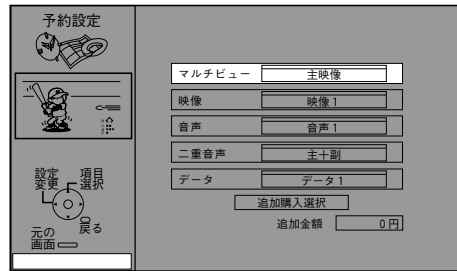 予約設定
マルチビュー 主映像
映像 映像1
音声 音声1
二重音声 主＋副
データ データ1
追加購入選択
追加金額 0円
設定変更
項目選択
戻る
元の画面